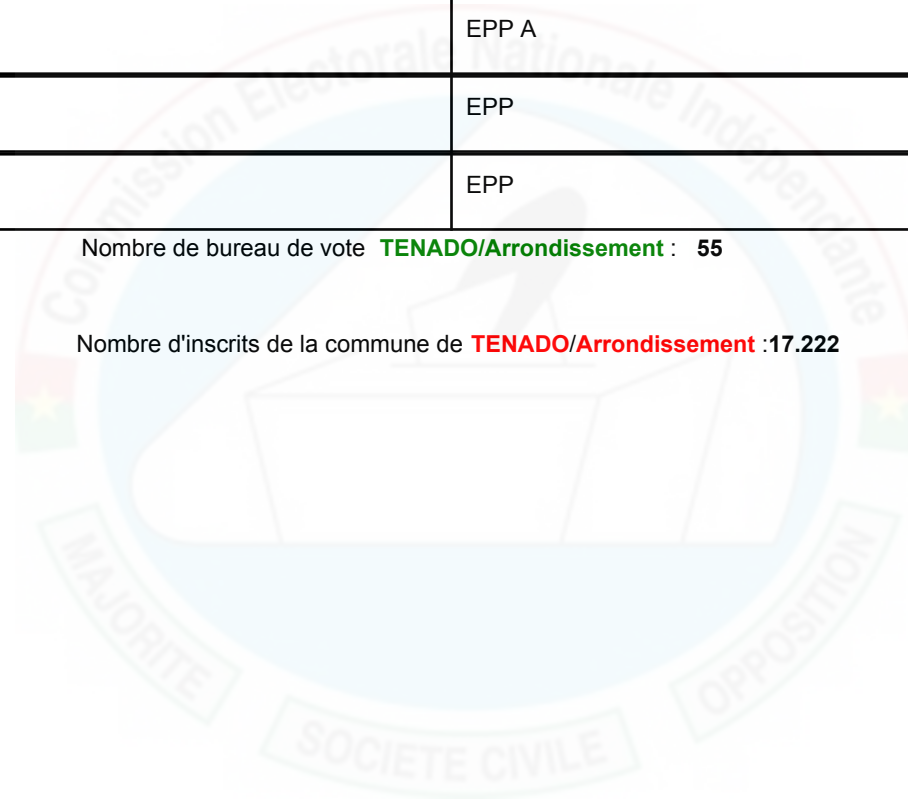 EPP A
EPP
EPP
Nombre de bureau de vote TENADO/Arrondissement : 55
Nombre d'inscrits de la commune de TENADO/Arrondissement :17.222
Commission Electorale Nationale Indépendante
MAJORITE
SOCIETE CIVILE
OPPOSITION